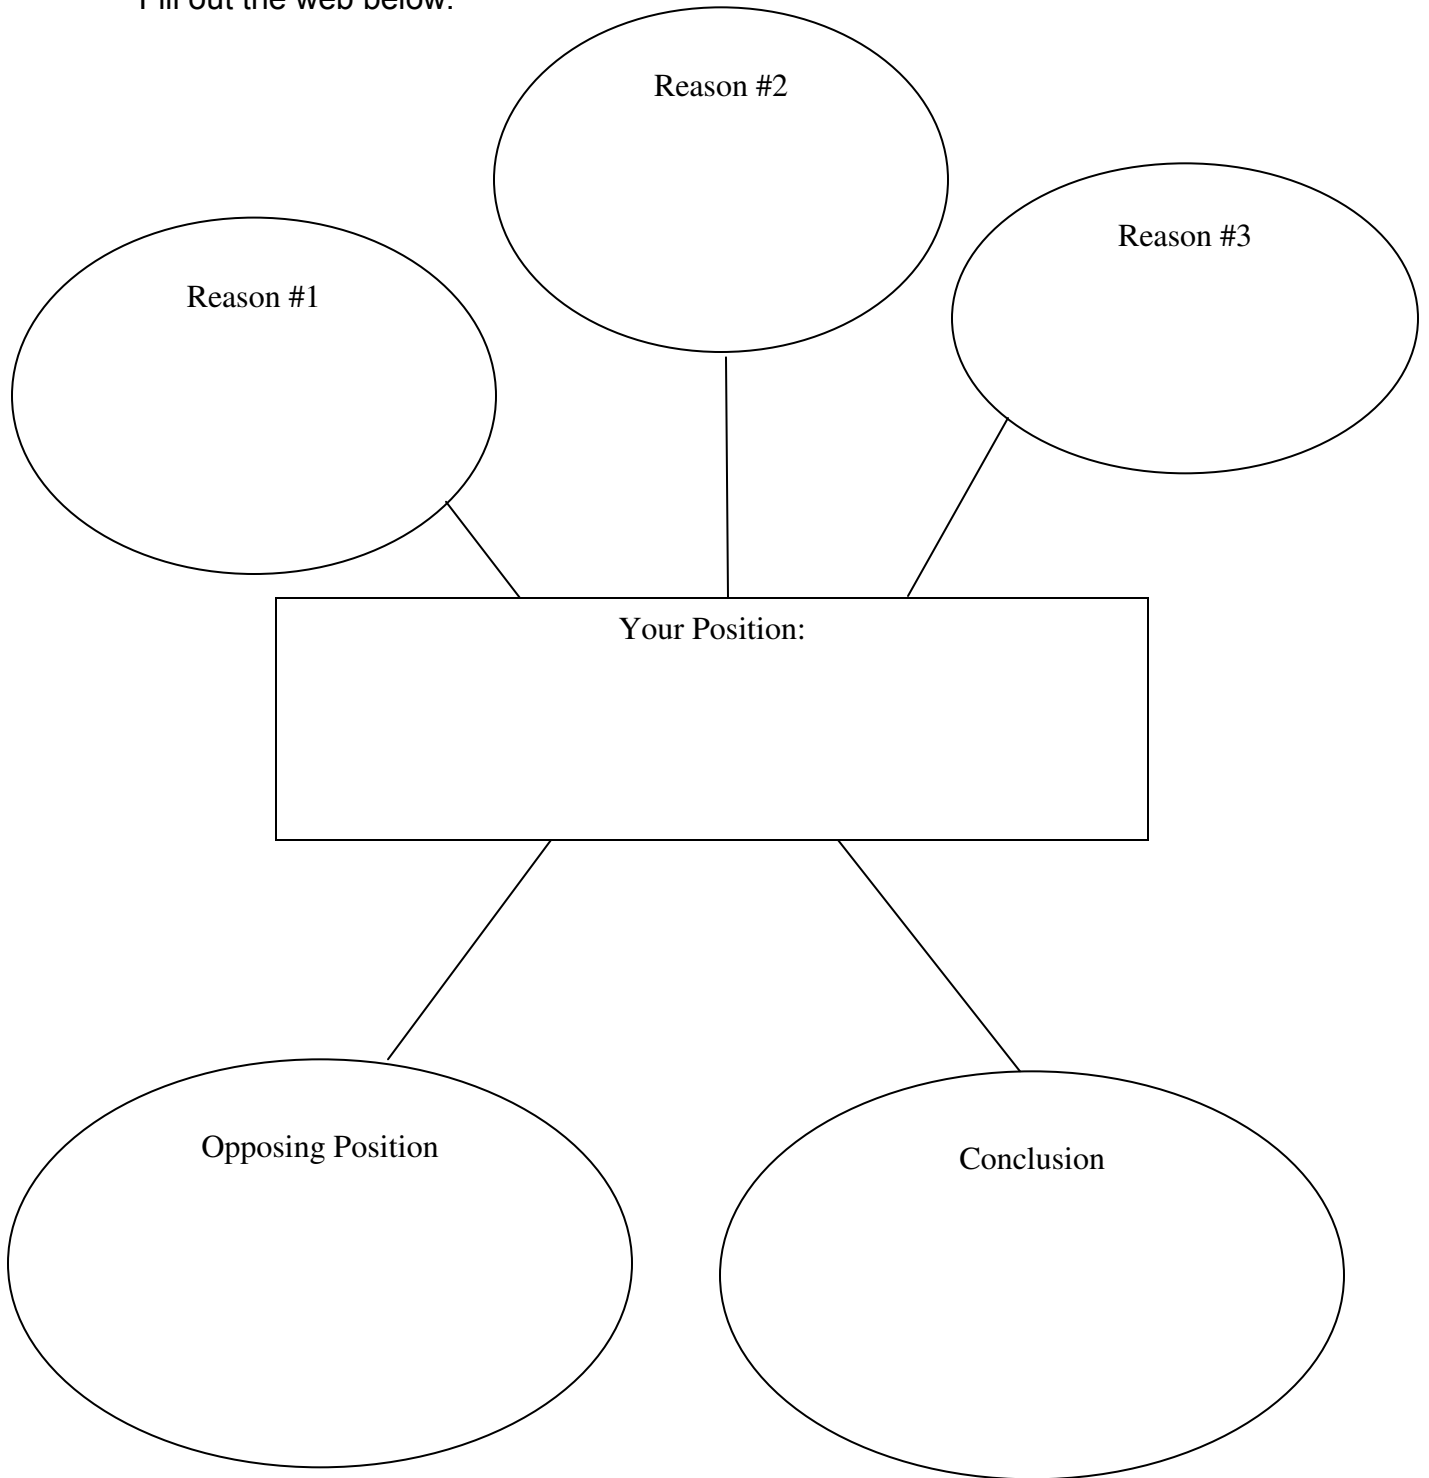 Fill out the web below.
Reason #2
Reason #3
Reason #1
Your Position:
Opposing Position
Conclusion